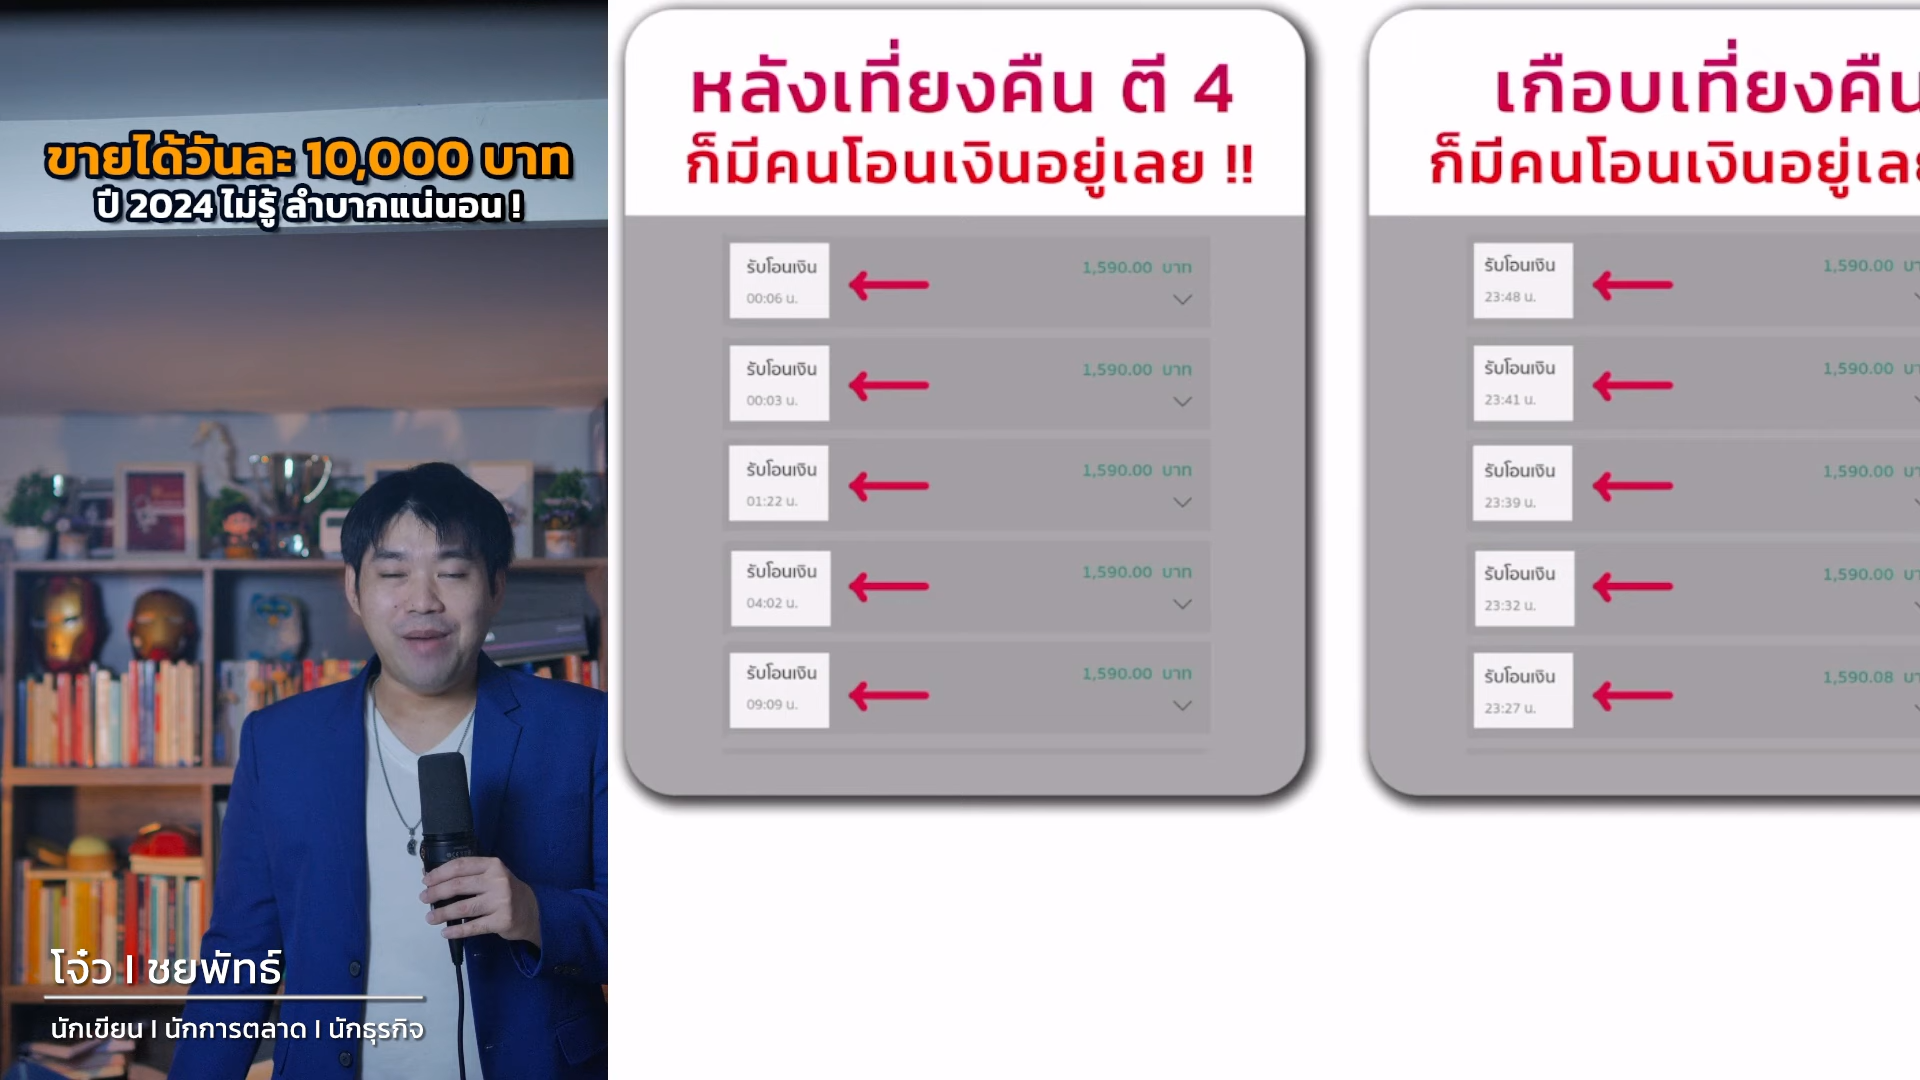 ขายได้วันละ 10,000 บาท
ปี 2024 ไม่รู้ ลำบากแน่นอน !
โจ๋ว I ชยพัทธ์
นักเขียน I นักการตลาด I นักธุรกิจ
หลังเที่ยงคืน ตี 4
ก็มีคนโอนเงินอยู่เลย !!
รับโอนเงิน
1,590.00 บาท
00:06 น.
รับโอนเงิน
1,590.00 บาท
00:03 น.
รับโอนเงิน
1,590.00 บาท
01:22 น.
รับโอนเงิน
1,590.00 บาท
04:02 น.
รับโอนเงิน
1,590.00 บาท
09:09 น.
เกือบเที่ยงคืน
ก็มีคนโอนเงินอยู่เล
รับโอนเงิน
1,590.00 บา
23:48 น.
รับโอนเงิน
1,590.00 บา
23:41 น.
รับโอนเงิน
1,590.00 บา
23:39 น.
รับโอนเงิน
1,590.00 บา
23:32 น.
รับโอนเงิน
1,590.08 บา
23:27 น.